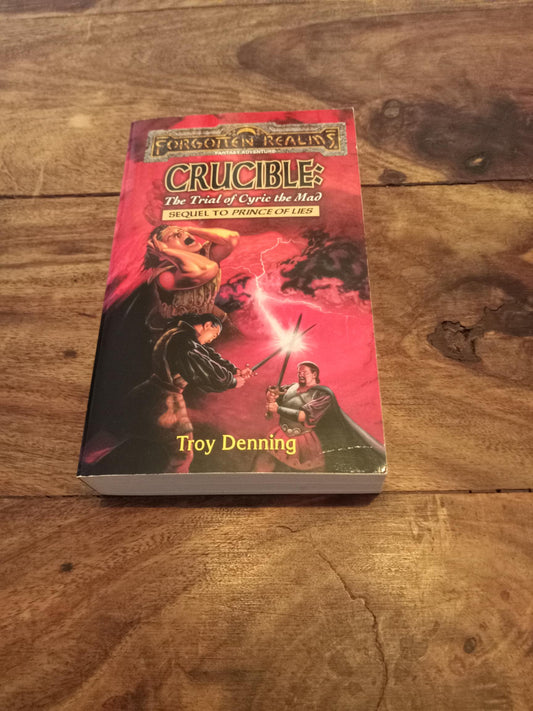 FORGOTTEN REALMS
FANTASY ADVENTURE
CRUCIBLE:
The Trial of Cyric the Mad
SEQUEL TO PRINCE OF LIES
Troy Denning